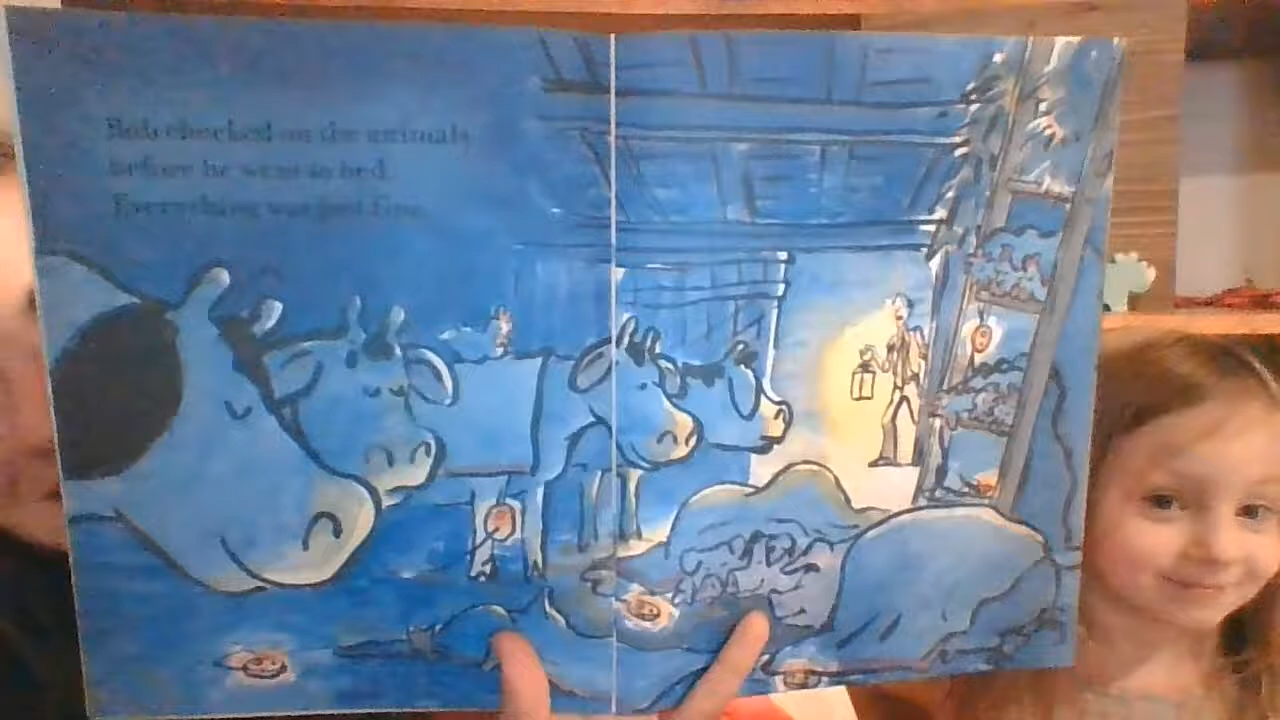 Bob checked on the animals
before he went to bed.
Everything was just fine.